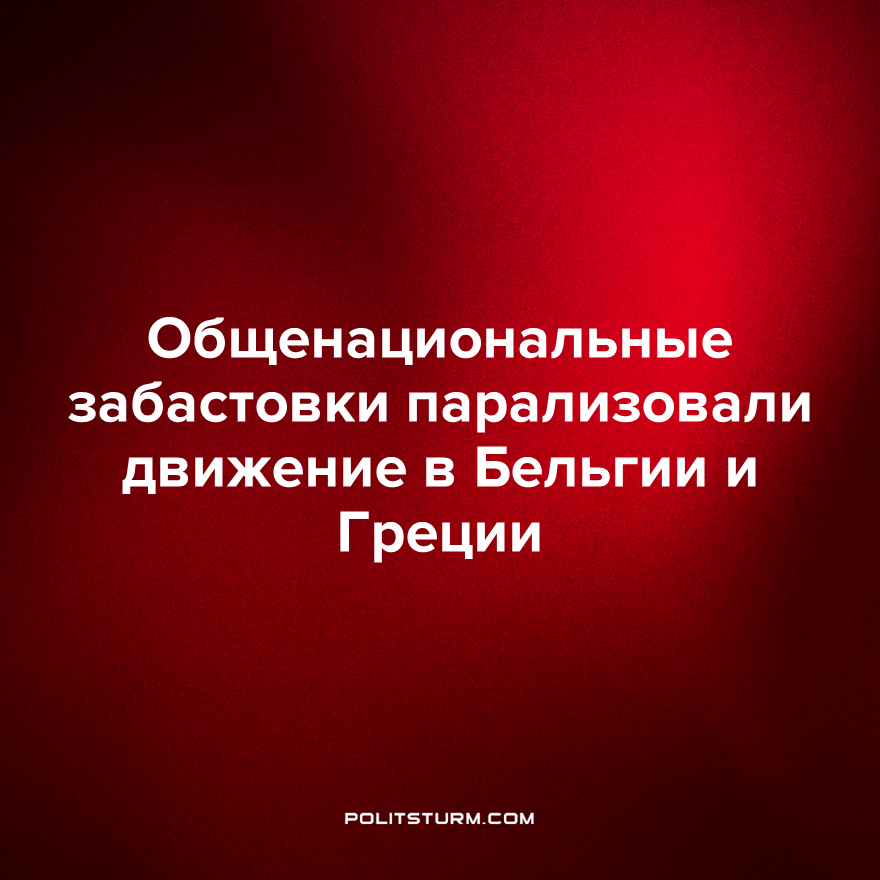 Общенациональные
забастовки парализовали
движение в Бельгии и
Греции
POLITSTURM.COM